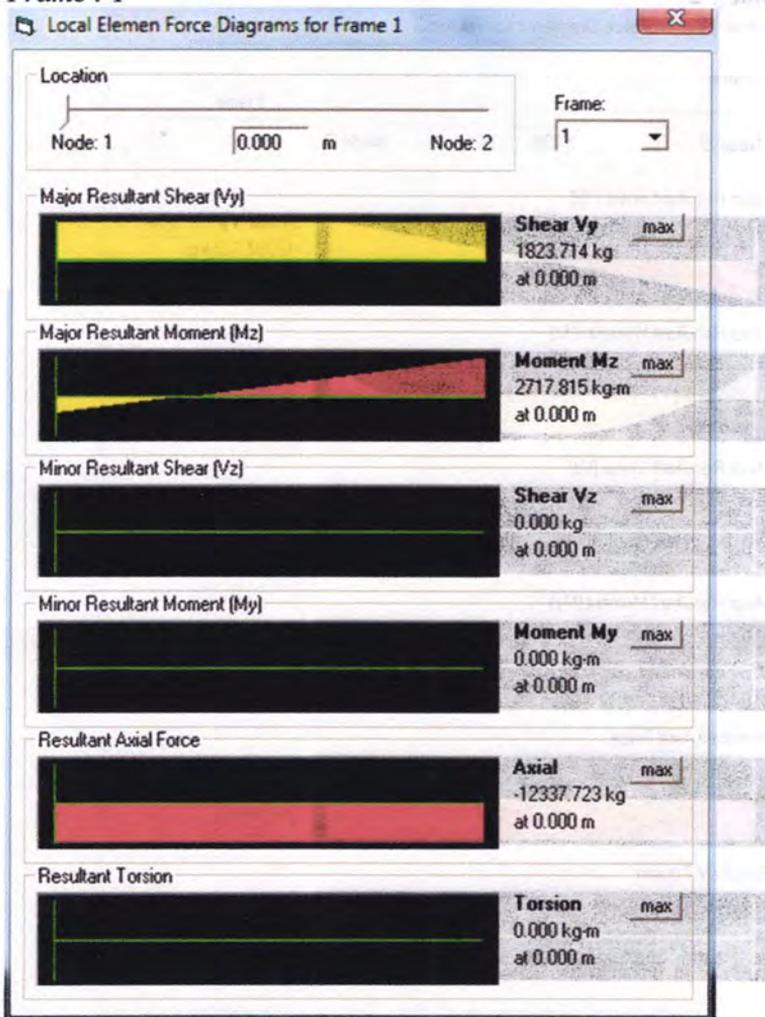 Frame : 1
Local Elemen Force Diagrams for Frame 1
Location
Node: 1
0.000 m
Node: 2
Frame:
1
Major Resultant Shear (Vy)
Shear Vy max
1823.714 kg
at 0.000 m
Major Resultant Moment (Mz)
Moment Mz max
2717.815 kg-m
at 0.000 m
Minor Resultant Shear (Vz)
Shear Vz max
0.000 kg
at 0.000 m
Minor Resultant Moment (My)
Moment My max
0.000 kg-m
at 0.000 m
Resultant Axial Force
Axial max
-12337.723 kg
at 0.000 m
Resultant Torsion
Torsion max
0.000 kg-m
at 0.000 m